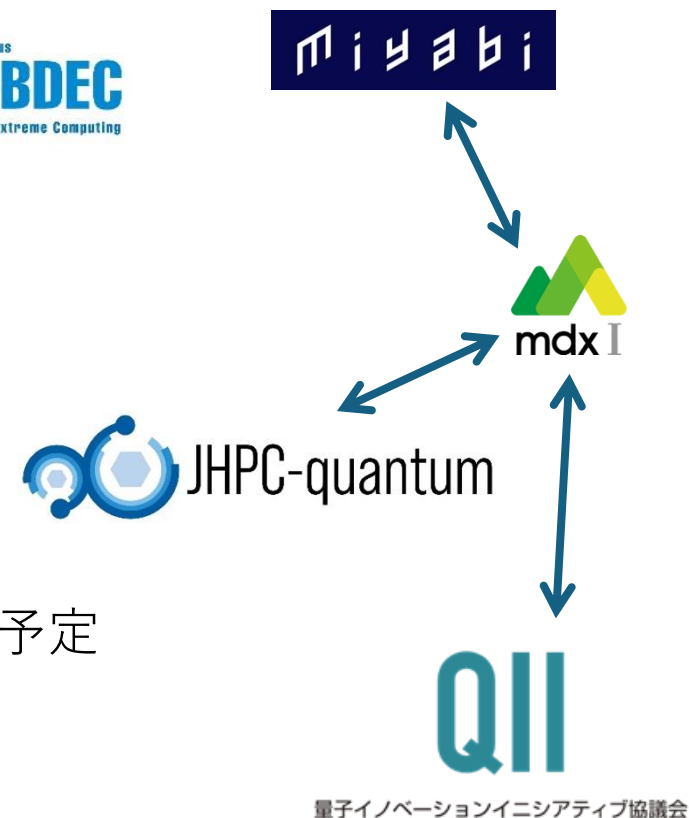 us
BDEC
xtreme Computing
Miyabi
mdx I
JHPC-quantum
予定
QII
量子イノベーションイニシアティブ協議会